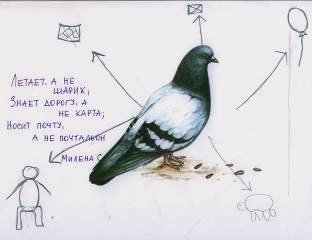 Летает, а не
шарик;
Знает дорогу, а
не карта;
Носит почту,
а не почтальон
Милена С